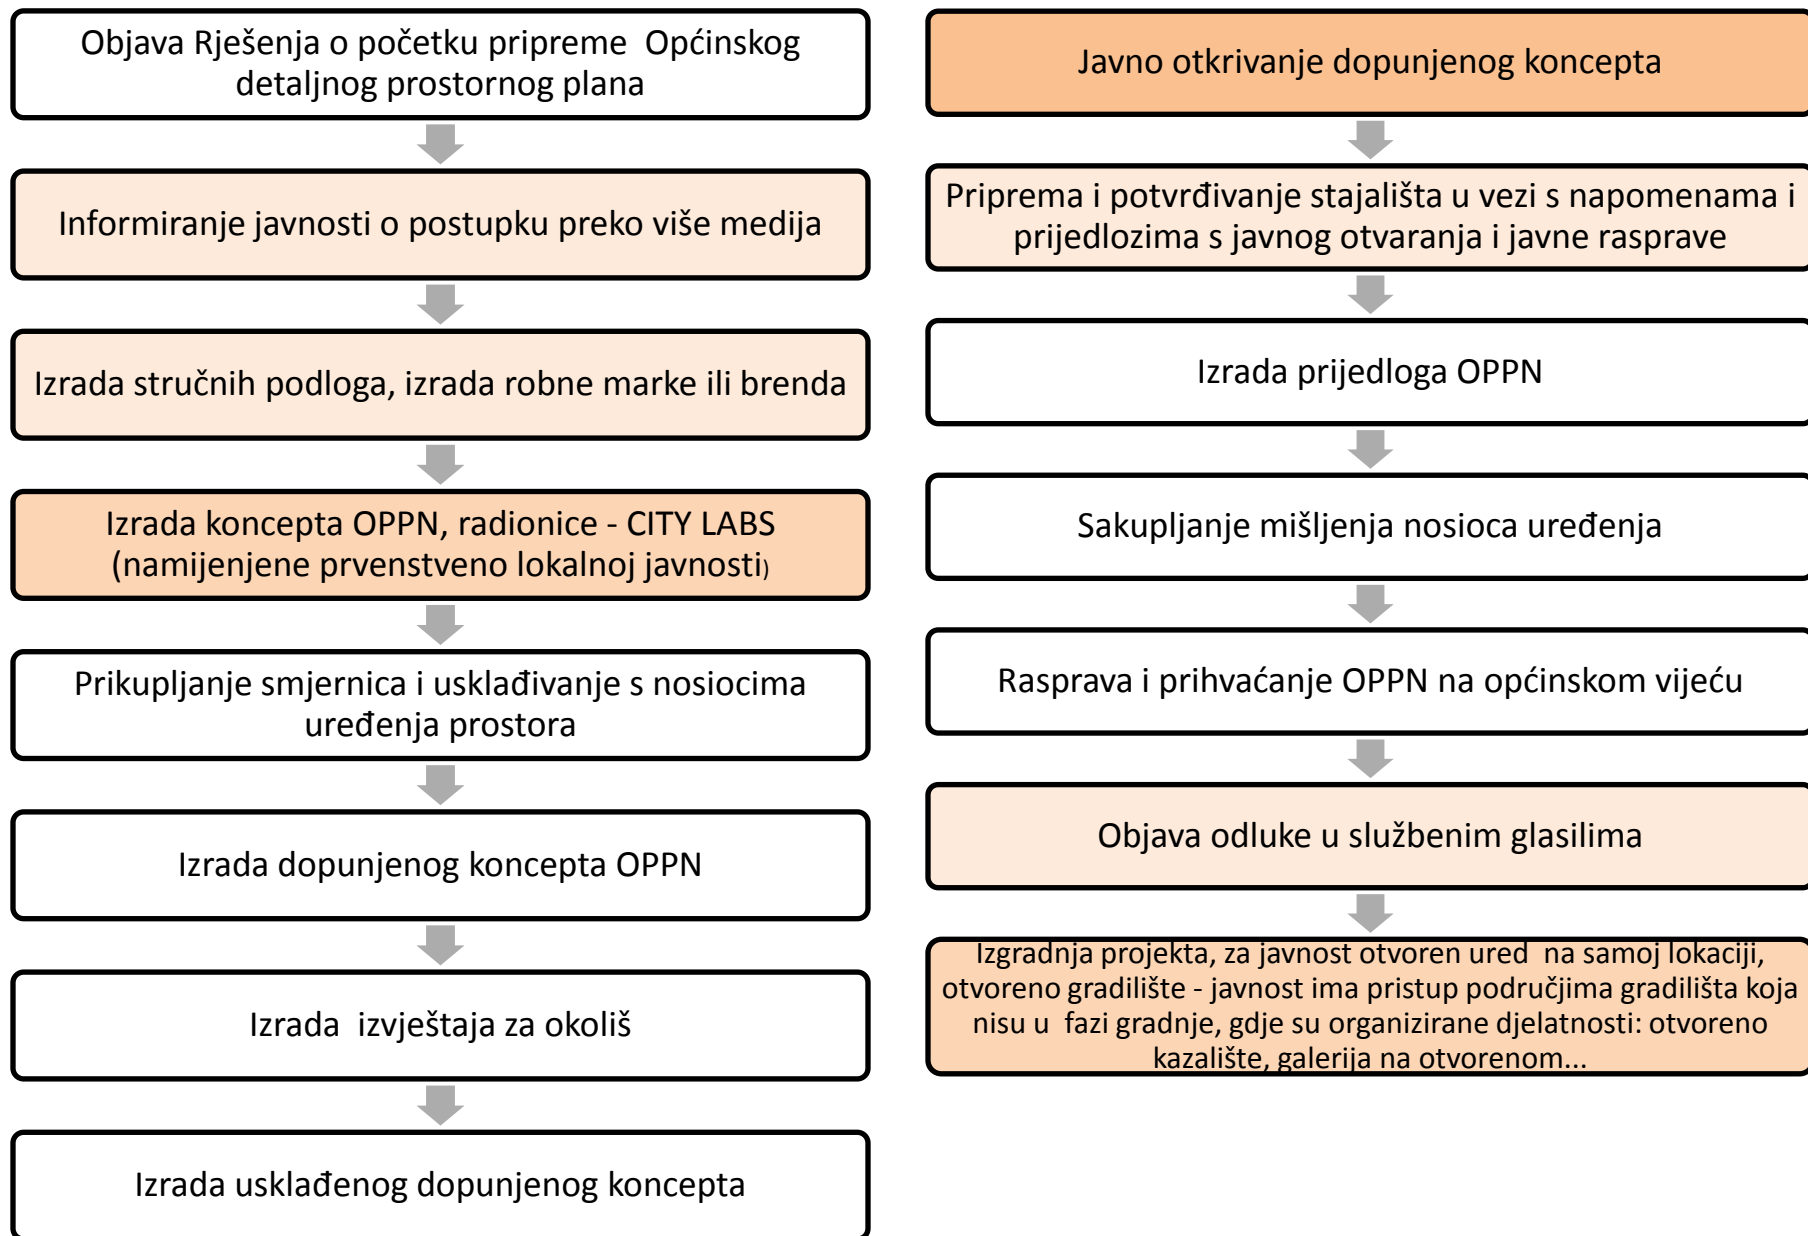 Objava Rješenja o početku pripreme  Općinskog
detaljnog prostornog plana
Informiranje javnosti o postupku preko više medija
Izrada stručnih podloga, izrada robne marke ili brenda
Izrada koncepta OPPN, radionice - CITY LABS
(namijenjene prvenstveno lokalnoj javnosti)
Prikupljanje smjernica i usklađivanje s nosiocima
uređenja prostora
Izrada dopunjenog koncepta OPPN
Izrada  izvještaja za okoliš
Izrada usklađenog dopunjenog koncepta
Javno otkrivanje dopunjenog koncepta
Priprema i potvrđivanje stajališta u vezi s napomenama i
prijedlozima s javnog otvaranja i javne rasprave
Izrada prijedloga OPPN
Sakupljanje mišljenja nosioca uređenja
Rasprava i prihvaćanje OPPN na općinskom vijeću
Objava odluke u službenim glasilima
Izgradnja projekta, za javnost otvoren ured  na samoj lokaciji,
otvoreno gradilište - javnost ima pristup područjima gradilišta koja
nisu u  fazi gradnje, gdje su organizirane djelatnosti: otvoreno
kazalište, galerija na otvorenom...